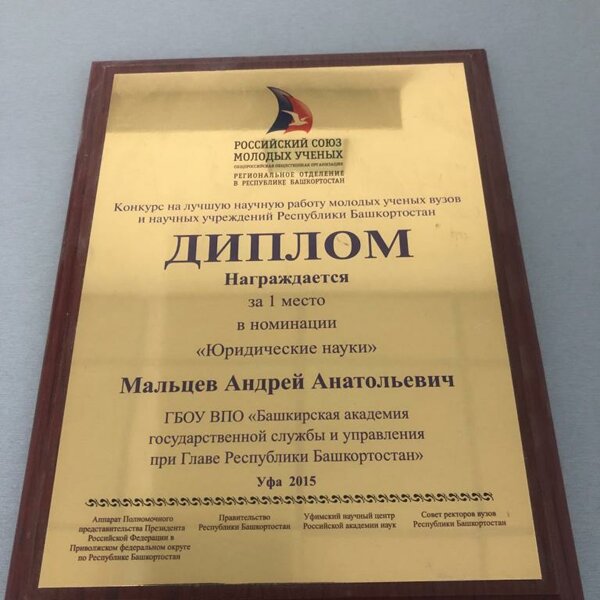 РОССИЙСКИЙ СОЮЗ
МОЛОДЫХ УЧЕНЫХ
ОБЩЕРОССИЙСКАЯ ОБЩЕСТВЕННАЯ ОРГАНИЗАЦИЯ
РЕГИОНАЛЬНОЕ ОТДЕЛЕНИЕ
В РЕСПУБЛИКЕ БАШКОРТОСТАН
Конкурс на лучшую научную работу молодых ученых вузов
и научных учреждений Республики Башкортостан
ДИПЛОМ
Награждается
за 1 место
в номинации
«Юридические науки»
Мальцев Андрей Анатольевич
ГБОУ ВПО «Башкирская академия
государственной службы и управления
при Главе Республики Башкортостан»
Уфа 2015
Аппарат Полномочного
представительства Президента
Российской Федерации в
Приволжском федеральном округе
по Республике Башкортостан
Правительство
Республики Башкортостан
Уфимский научный центр
Российской академии наук
Совет ректоров вузов
Республики Башкортостан